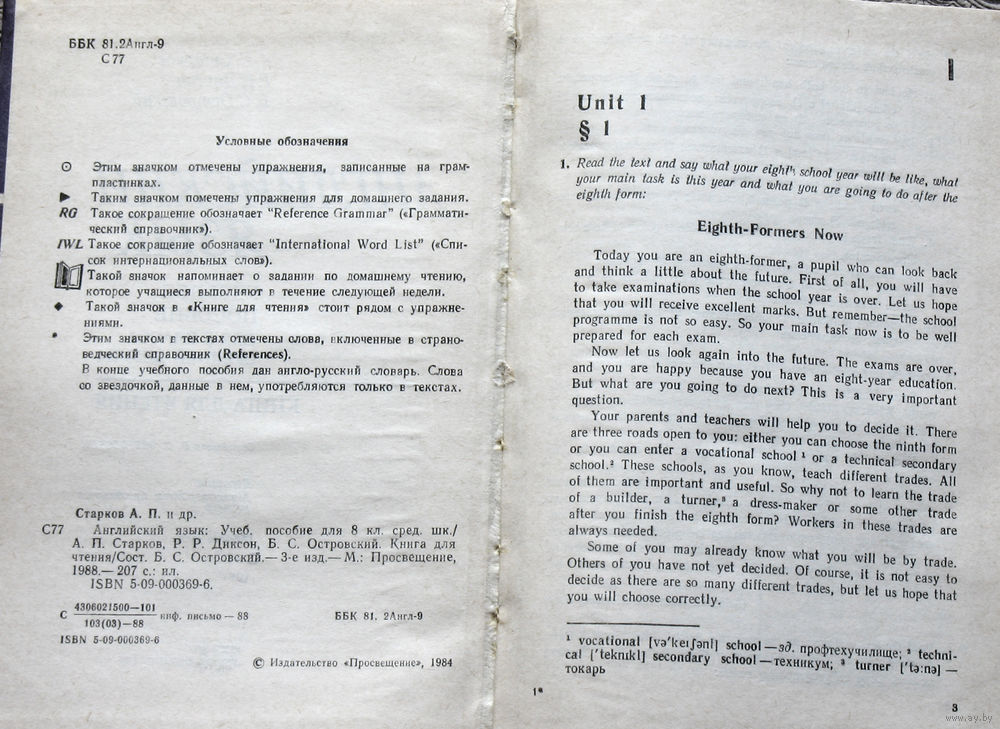 ББК 81.2Англ-9
С77
Условные обозначения
⊙ Этим значком отмечены упражнения, записанные на грам-
пластинках.
► Таким значком помечены упражнения для домашнего задания.
RG Такое сокращение обозначает "Reference Grammar" («Граммати-
ческий справочник»).
IWL Такое сокращение обозначает "International Word List" («Спи-
сок интернациональных слов»).
Такой значок напоминает о задании по домашнему чтению,
которое учащиеся выполняют в течение следующей недели.
◆ Такой значок в «Книге для чтения» стоит рядом с упражне-
ниями.
* Этим значком в текстах отмечены слова, включенные в страно-
ведческий справочник (References).
В конце учебного пособия дан англо-русский словарь. Слова
со звездочкой, данные в нем, употребляются только в текстах.
Старков А. П. и др.
С77 Английский язык: Учеб. пособие для 8 кл. сред. шк./
А. П. Старков, Р. Р. Диксон, Б. С. Островский. Книга для
чтения/Сост. Б. С. Островский.— 3-е изд.— М.: Просвещение,
1988.— 207 с.: ил.
ISBN 5-09-000369-6.
С 4306021500—101
103(03)—88 инф. письмо — 88 ББК 81. 2Англ-9
ISBN 5-09-000369-6
© Издательство «Просвещение», 1984
I
Unit 1
§ 1
1. Read the text and say what your eighth school year will be like, what
your main task is this year and what you are going to do after the
eighth form:
Eighth-Formers Now
Today you are an eighth-former, a pupil who can look back
and think a little about the future. First of all, you will have
to take examinations when the school year is over. Let us hope
that you will receive excellent marks. But remember—the school
programme is not so easy. So your main task now is to be well
prepared for each exam.
Now let us look again into the future. The exams are over,
and you are happy because you have an eight-year education.
But what are you going to do next? This is a very important
question.
Your parents and teachers will help you to decide it. There
are three roads open to you: either you can choose the ninth form
or you can enter a vocational school ¹ or a technical secondary
school.² These schools, as you know, teach different trades. All
of them are important and useful. So why not to learn the trade
of a builder, a turner,³ a dress-maker or some other trade
after you finish the eighth form? Workers in these trades are
always needed.
Some of you may already know what you will be by trade.
Others of you have not yet decided. Of course, it is not easy to
decide as there are so many different trades, but let us hope that
you will choose correctly.
¹ vocational [və'keɪʃənl] school — зд. профтехучилище; ² techni-
cal ['teknɪkl] secondary school — техникум; ³ turner ['tə:nə] —
токарь
1*
3
www.ay.by